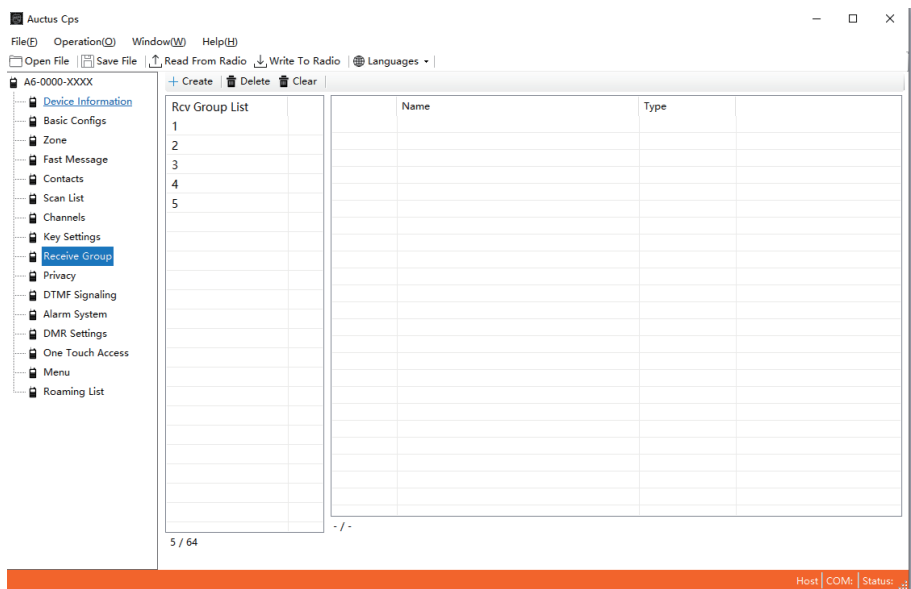 Auctus Cps
File(F) Operation(O) Window(W) Help(H)
Open File Save File Read From Radio Write To Radio Languages
A6-0000-XXXX
Device Information
Basic Configs
Zone
Fast Message
Contacts
Scan List
Channels
Key Settings
Receive Group
Privacy
DTMF Signaling
Alarm System
DMR Settings
One Touch Access
Menu
Roaming List
Create Delete Clear
Rcv Group List
1
2
3
4
5
5 / 64
Name Type
- / -
Host COM: Status: